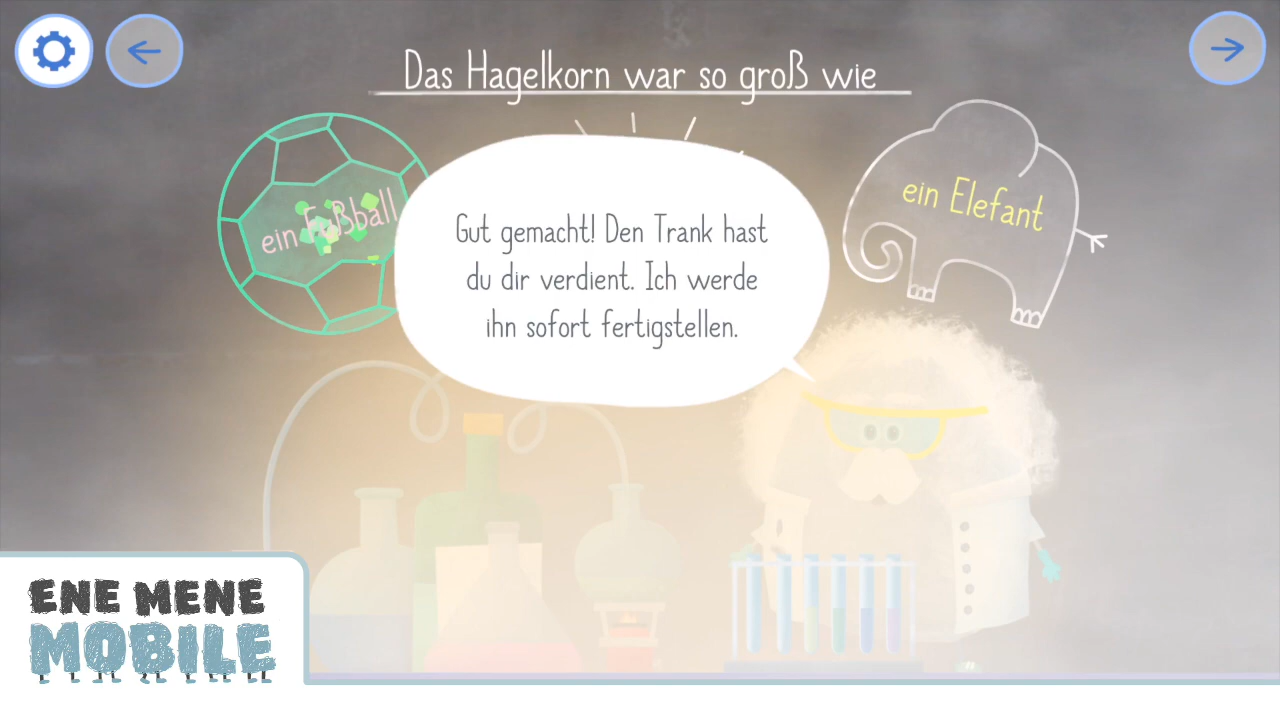 Das Hagelkorn war so groß wie
ein Fußball
ein Elefant
Gut gemacht! Den Trank hast
du dir verdient. Ich werde
ihn sofort fertigstellen.
ENE MENE
MOBILE